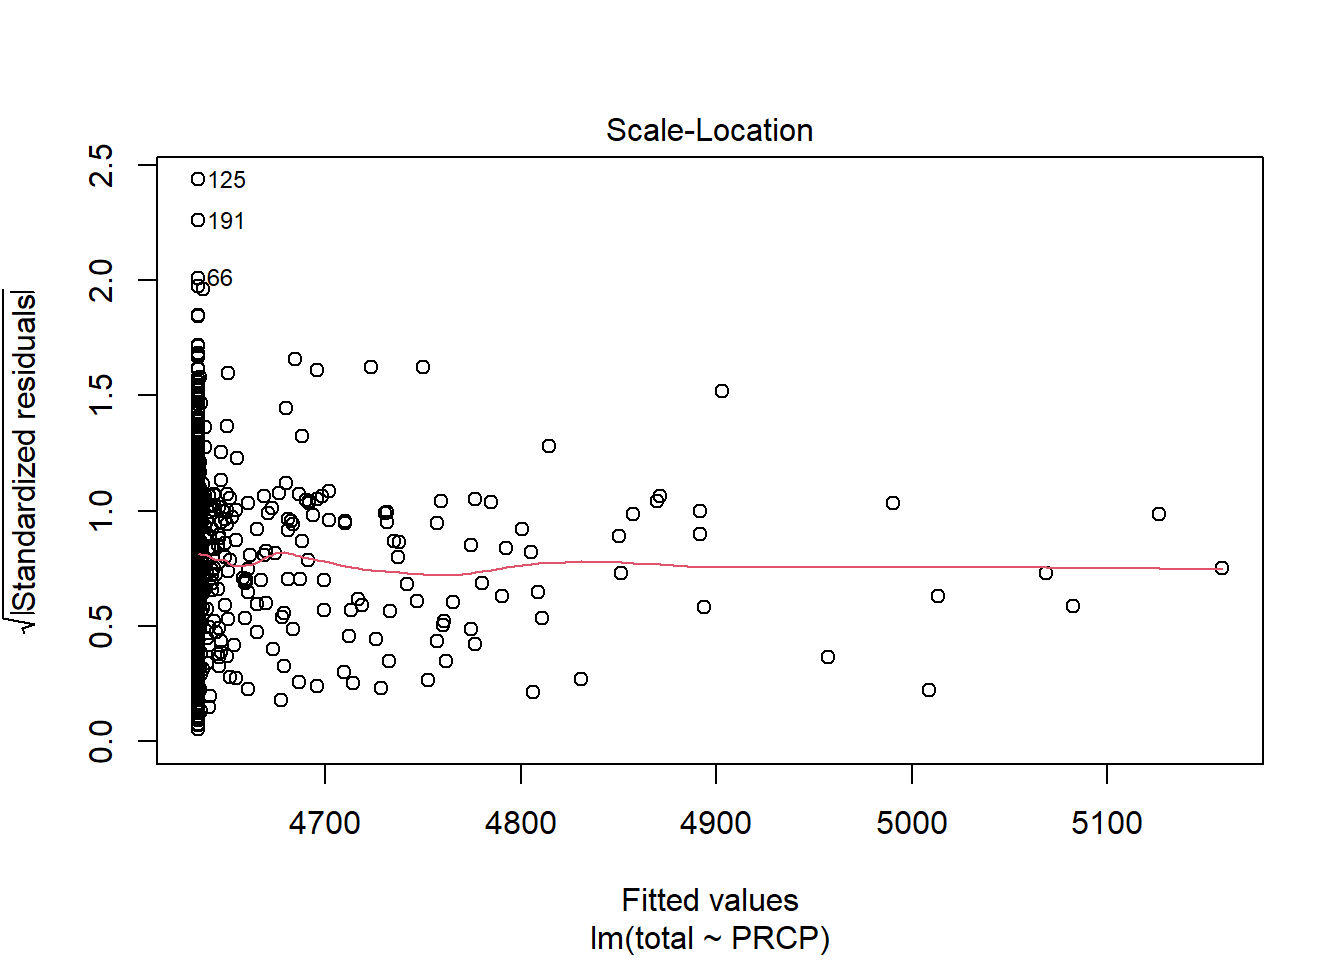 Scale-Location
√|Standardized residuals|
2.5
2.0
1.5
1.0
0.5
0.0
125
191
66
4700 4800 4900 5000 5100
Fitted values
lm(total ~ PRCP)